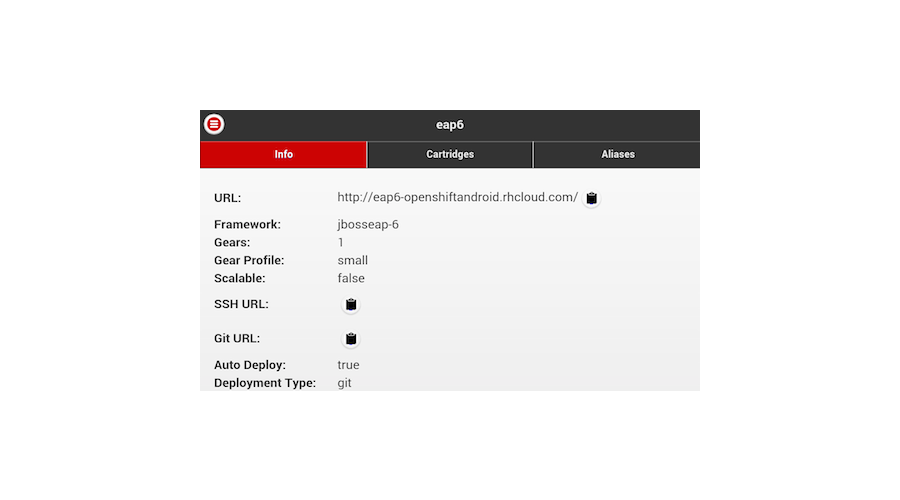 eap6
Info Cartridges Aliases
URL: http://eap6-openshiftandroid.rhcloud.com/
Framework: jbosseap-6
Gears: 1
Gear Profile: small
Scalable: false
SSH URL:
Git URL:
Auto Deploy: true
Deployment Type: git